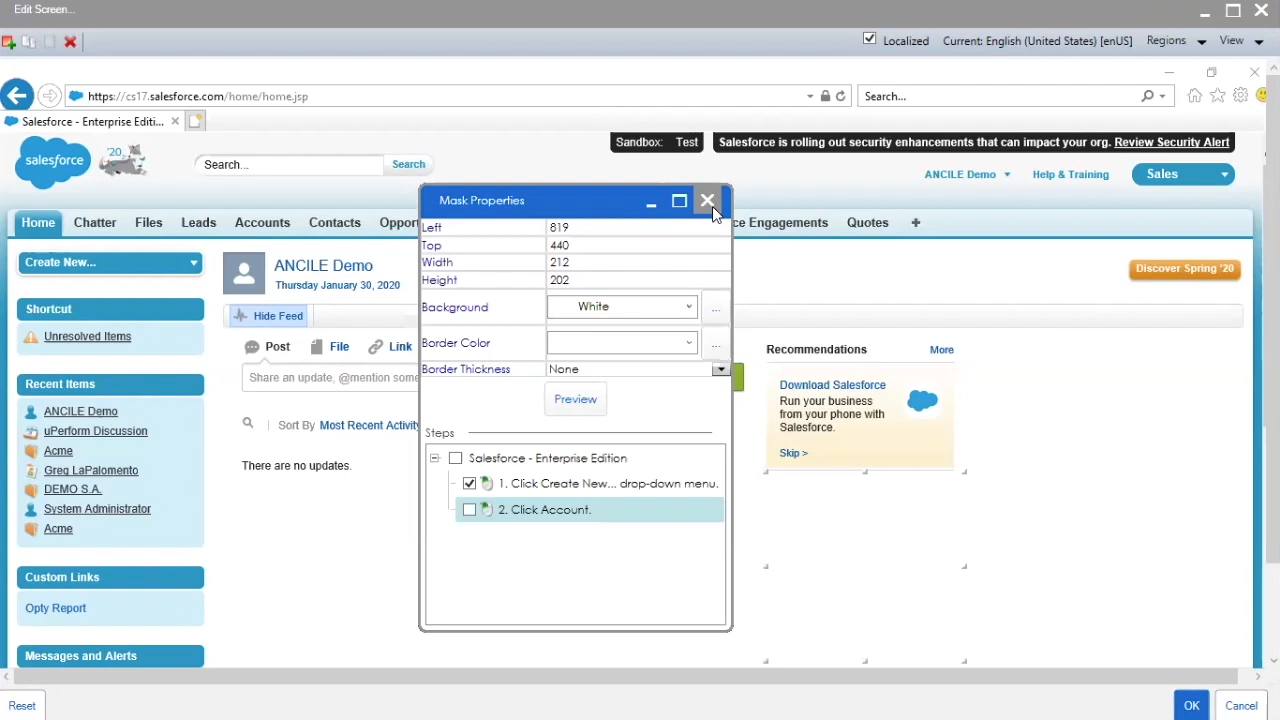 Edit Screen...
Localized Current: English (United States) [enUS] Regions View
https://cs17.salesforce.com/home/home.jsp
Search...
Salesforce - Enterprise Editi...
salesforce
'20
Search...
Search
Sandbox: Test
Salesforce is rolling out security enhancements that can impact your org. Review Security Alert
ANCILE Demo
Help & Training
Sales
Home Chatter Files Leads Accounts Contacts Opport
ce Engagements Quotes +
Create New...
ANCILE Demo
Thursday January 30, 2020
Discover Spring '20
Shortcut
Unresolved Items
Hide Feed
Post File Link
Share an update, @mention some
Sort By Most Recent Activity
There are no updates.
Recent Items
ANCILE Demo
uPerform Discussion
Acme
Greg LaPalomento
DEMO S.A.
System Administrator
Acme
Custom Links
Opty Report
Messages and Alerts
Mask Properties
Left 819
Top 440
Width 212
Height 202
Background White ...
Border Color ...
Border Thickness None
Preview
Steps
Salesforce - Enterprise Edition
1. Click Create New... drop-down menu.
2. Click Account.
Recommendations More
Download Salesforce
Run your business
from your phone with
Salesforce.
Skip >
Reset
OK
Cancel